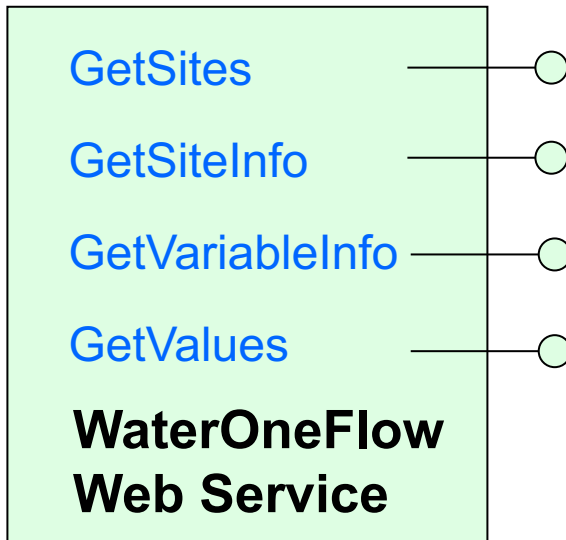 GetSites
GetSiteInfo
GetVariableInfo
GetValues
WaterOneFlow
Web Service